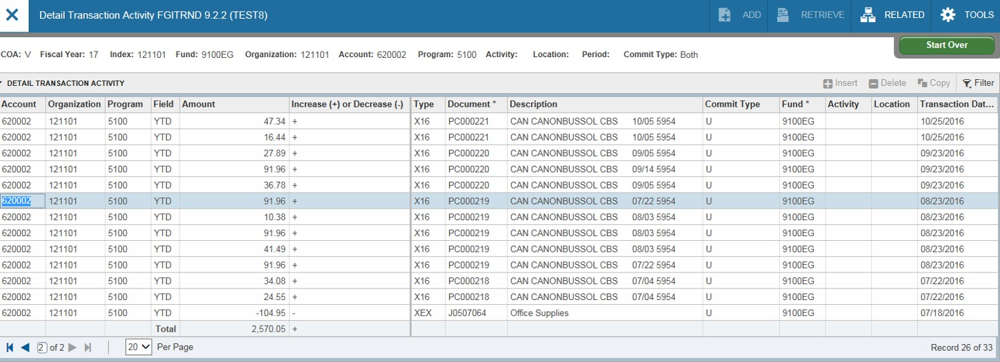 Detail Transaction Activity FGITRND 9.2.2 (TEST8) ADD RETRIEVE RELATED TOOLS
COA: V Fiscal Year: 17 Index: 121101 Fund: 9100EG Organization: 121101 Account: 620002 Program: 5100 Activity: Location: Period: Commit Type: Both Start Over
DETAIL TRANSACTION ACTIVITY Insert Delete Copy Filter
Account Organization Program Field Amount Increase (+) or Decrease (-) Type Document * Description Commit Type Fund * Activity Location Transaction Dat...
620002 121101 5100 YTD 47.34 + X16 PC000221 CAN CANONBUSSOL CBS 10/05 5954 U 9100EG 10/25/2016
620002 121101 5100 YTD 16.44 + X16 PC000221 CAN CANONBUSSOL CBS 10/05 5954 U 9100EG 10/25/2016
620002 121101 5100 YTD 27.89 + X16 PC000220 CAN CANONBUSSOL CBS 09/05 5954 U 9100EG 09/23/2016
620002 121101 5100 YTD 91.96 + X16 PC000220 CAN CANONBUSSOL CBS 09/14 5954 U 9100EG 09/23/2016
620002 121101 5100 YTD 36.78 + X16 PC000220 CAN CANONBUSSOL CBS 09/05 5954 U 9100EG 09/23/2016
620002 121101 5100 YTD 91.96 + X16 PC000219 CAN CANONBUSSOL CBS 07/22 5954 U 9100EG 08/23/2016
620002 121101 5100 YTD 10.38 + X16 PC000219 CAN CANONBUSSOL CBS 08/03 5954 U 9100EG 08/23/2016
620002 121101 5100 YTD 91.96 + X16 PC000219 CAN CANONBUSSOL CBS 08/03 5954 U 9100EG 08/23/2016
620002 121101 5100 YTD 41.49 + X16 PC000219 CAN CANONBUSSOL CBS 08/03 5954 U 9100EG 08/23/2016
620002 121101 5100 YTD 91.96 + X16 PC000219 CAN CANONBUSSOL CBS 07/22 5954 U 9100EG 08/23/2016
620002 121101 5100 YTD 34.08 + X16 PC000218 CAN CANONBUSSOL CBS 07/04 5954 U 9100EG 07/22/2016
620002 121101 5100 YTD 24.55 + X16 PC000218 CAN CANONBUSSOL CBS 07/04 5954 U 9100EG 07/22/2016
620002 121101 5100 YTD -104.95 - XEX J0507064 Office Supplies U 9100EG 07/18/2016
Total 2,570.05 +
2 of 2 20 Per Page Record 26 of 33